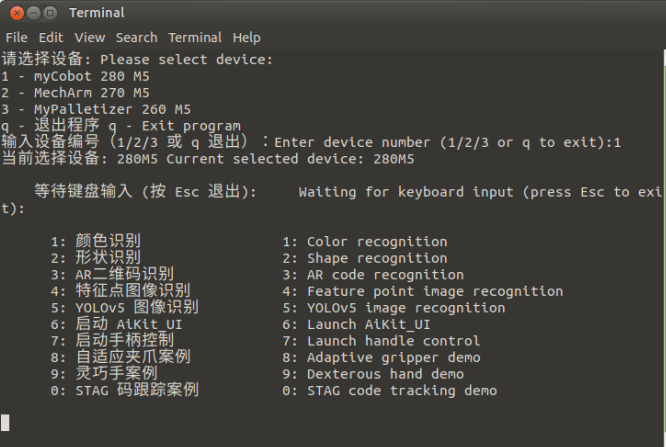 Terminal
File Edit View Search Terminal Help
请选择设备: Please select device:
1 - myCobot 280 M5
2 - MechArm 270 M5
3 - MyPalletizer 260 M5
q - 退出程序 q - Exit program
输入设备编号（1/2/3 或 q 退出）：Enter device number (1/2/3 or q to exit):1
当前选择设备: 280M5 Current selected device: 280M5
等待键盘输入 (按 Esc 退出): Waiting for keyboard input (press Esc to exi
t):
1: 颜色识别 1: Color recognition
2: 形状识别 2: Shape recognition
3: AR二维码识别 3: AR code recognition
4: 特征点图像识别 4: Feature point image recognition
5: YOLOv5 图像识别 5: YOLOv5 image recognition
6: 启动 AiKit_UI 6: Launch AiKit_UI
7: 启动手柄控制 7: Launch handle control
8: 自适应夹爪案例 8: Adaptive gripper demo
9: 灵巧手案例 9: Dexterous hand demo
0: STAG 码跟踪案例 0: STAG code tracking demo